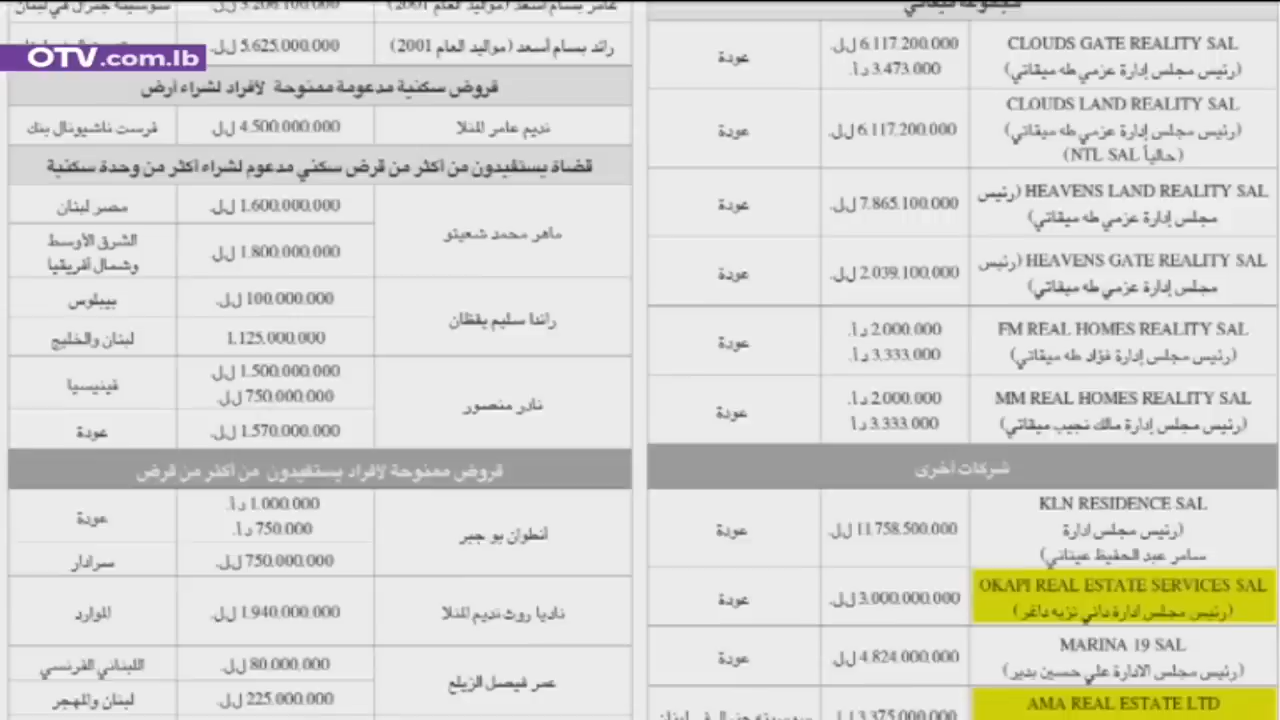 OTV.com.lb
CLOUDS GATE REALITY SAL
(رئيس مجلس إدارة عزمي طه ميقاتي)
6.117.200.000 ل.ل.
3.473.000 د.أ.
عودة
CLOUDS LAND REALITY SAL
(رئيس مجلس إدارة عزمي طه ميقاتي)
(حالياً NTL SAL)
6.117.200.000 ل.ل.
عودة
HEAVENS LAND REALITY SAL (رئيس
مجلس إدارة عزمي طه ميقاتي)
7.865.100.000 ل.ل.
عودة
HEAVENS GATE REALITY SAL (رئيس
مجلس إدارة عزمي طه ميقاتي)
2.039.100.000 ل.ل.
عودة
FM REAL HOMES REALITY SAL
(رئيس مجلس إدارة فؤاد طه ميقاتي)
2.000.000 د.أ.
3.333.000 د.أ.
عودة
MM REAL HOMES REALITY SAL
(رئيس مجلس إدارة مالك نجيب ميقاتي)
2.000.000 د.أ.
3.333.000 د.أ.
عودة
شركات أخرى
KLN RESIDENCE SAL
(رئيس مجلس ادارة
سامر عبد الحفيظ عيتاني)
11.758.500.000 ل.ل.
عودة
OKAPI REAL ESTATE SERVICES SAL
(رئيس مجلس ادارة داني نزيه داغر)
3.000.000.000 ل.ل.
عودة
MARINA 19 SAL
(رئيس مجلس الادارة علي حسين بدير)
4.824.000.000 ل.ل.
عودة
AMA REAL ESTATE LTD
3.375.000.000 ل.ل.
رائد بسام أسعد (مواليد العام 2001)
5.625.000.000 ل.ل.
قروض سكنية مدعومة ممنوحة لأفراد لشراء أرض
نديم عامر المنلا
4.500.000.000 ل.ل.
فرست ناشيونال بنك
قضاة يستفيدون من أكثر من قرض سكني مدعوم لشراء أكثر من وحدة سكنية
ماهر محمد شعيتو
1.600.000.000 ل.ل.
مصر لبنان
1.800.000.000 ل.ل.
الشرق الأوسط
وشمال أفريقيا
راندا سليم يقظان
100.000.000 ل.ل.
بيبلوس
1.125.000.000
لبنان والخليج
نادر منصور
1.500.000.000 ل.ل.
750.000.000 ل.ل.
فينيسيا
1.570.000.000 ل.ل.
عودة
قروض ممنوحة لأفراد يستفيدون من أكثر من قرض
أنطوان بو جبر
1.000.000 د.أ.
750.000 د.أ.
عودة
750.000.000 ل.ل.
سرادار
ناديا روث نديم المنلا
1.940.000.000 ل.ل.
الموارد
عمر فيصل الزيلع
80.000.000 ل.ل.
اللبناني الفرنسي
225.000.000 ل.ل.
لبنان والمهجر